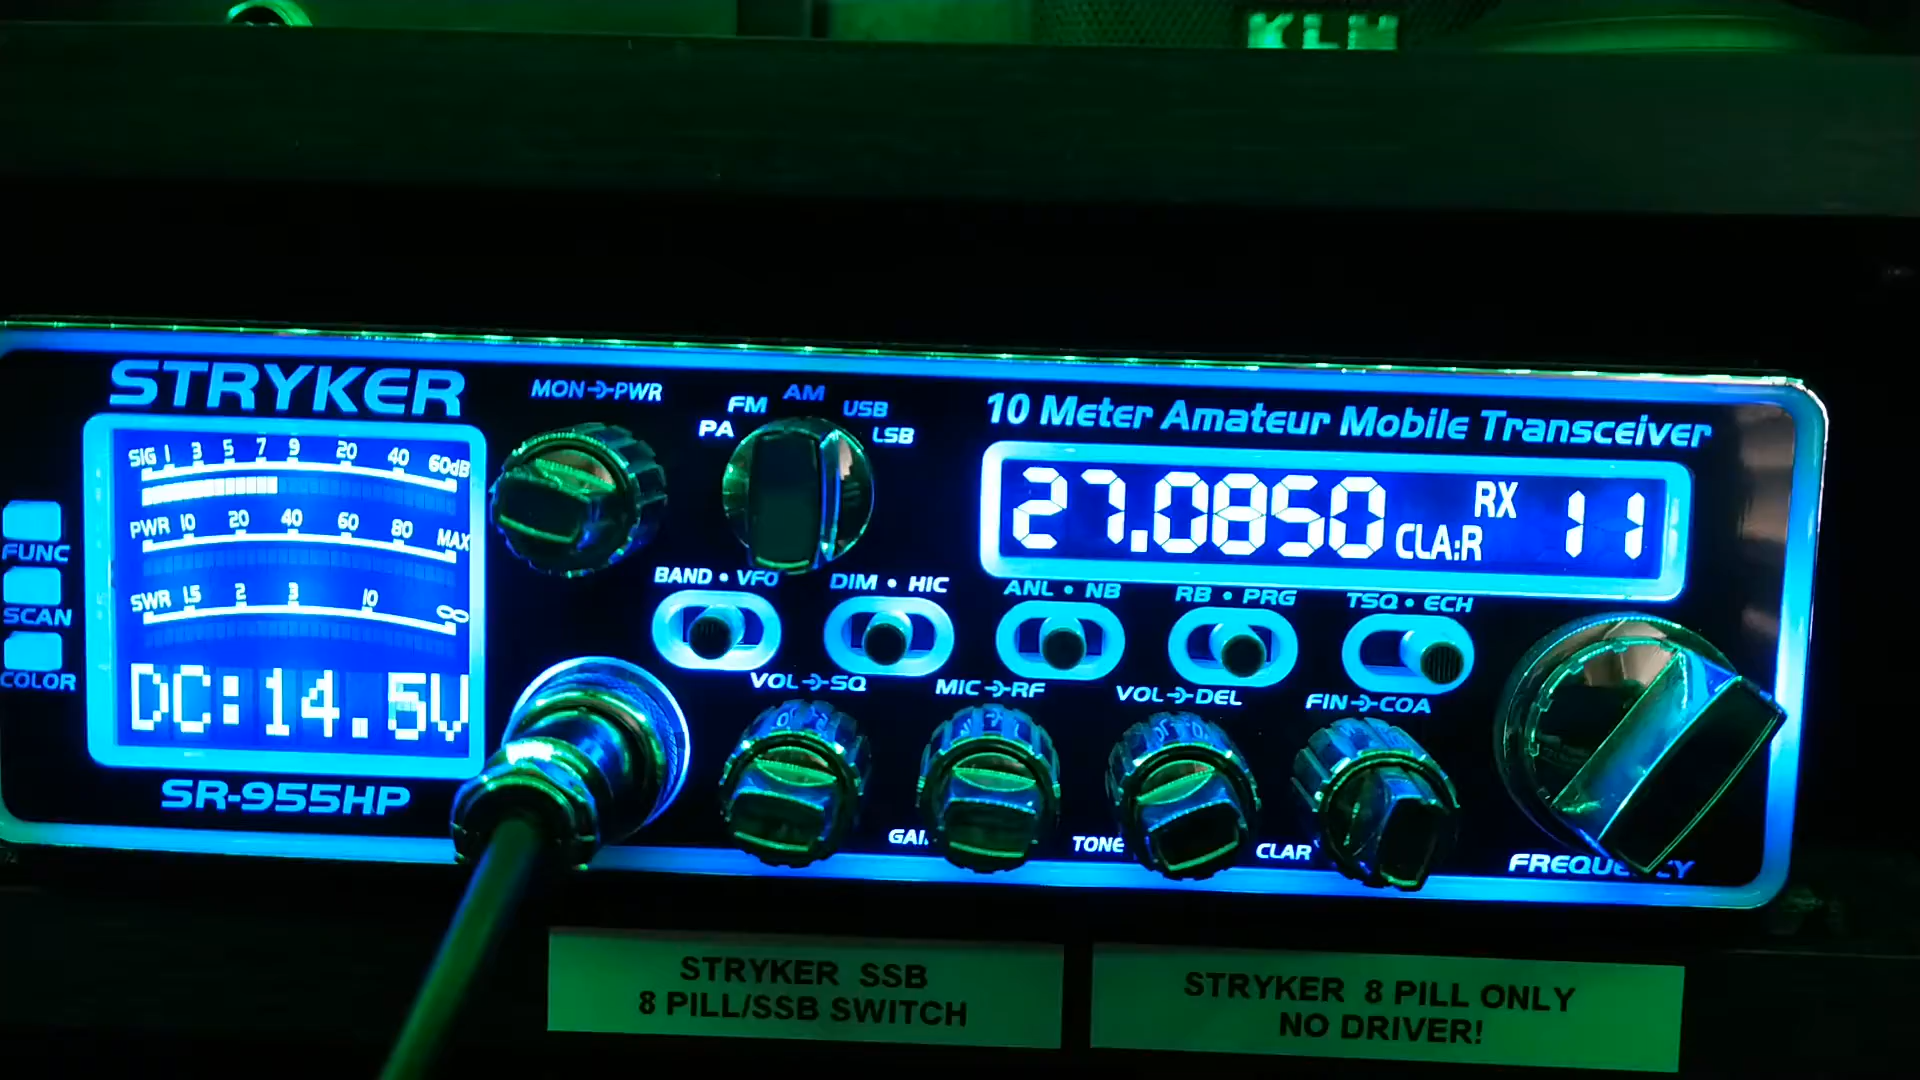 KLM
STRYKER
SIG 1 3 5 7 9 20 40 60dB
PWR 10 20 40 60 80 MAX
SWR 1.5 2 3 10 ∞
DC:14.5V
SR-955HP
FUNC
SCAN
COLOR
MON PWR
PA FM AM USB LSB
10 Meter Amateur Mobile Transceiver
27.0850 CLA:R RX 11
BAND • VFO
DIM • HIC
ANL • NB
RB • PRG
TSQ • ECH
VOL SQ
MIC RF
VOL DEL
FIN COA
TONE
FREQUENCY
STRYKER SSB
8 PILL/SSB SWITCH
STRYKER 8 PILL ONLY
NO DRIVER!